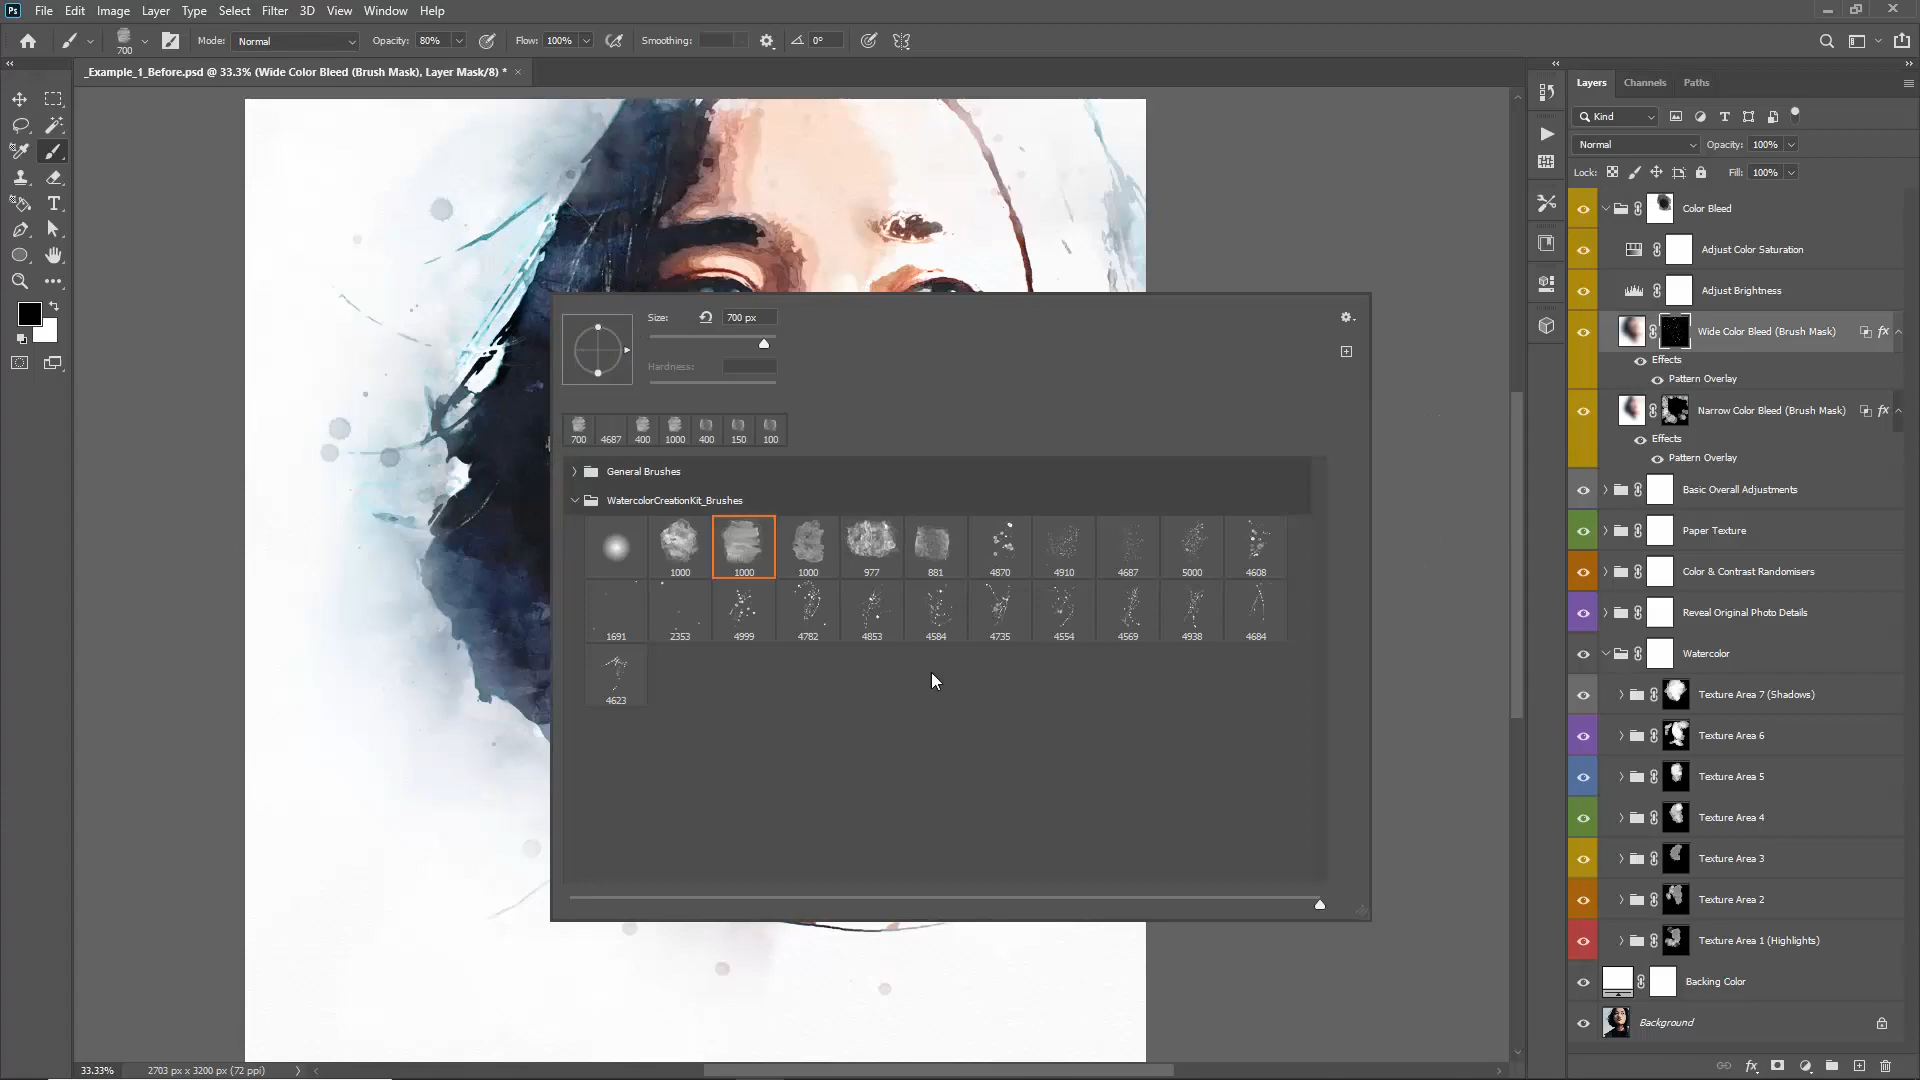 Ps File Edit Image Layer Type Select Filter 3D View Window Help
700 Mode: Normal Opacity: 80% Flow: 100% Smoothing: 0°
_Example_1_Before.psd @ 33.3% (Wide Color Bleed (Brush Mask), Layer Mask/8) *
Layers Channels Paths
Kind
Normal Opacity: 100%
Lock: Fill: 100%
Color Bleed
Adjust Color Saturation
Adjust Brightness
Wide Color Bleed (Brush Mask) fx
Effects
Pattern Overlay
Narrow Color Bleed (Brush Mask) fx
Effects
Pattern Overlay
Basic Overall Adjustments
Paper Texture
Color & Contrast Randomisers
Reveal Original Photo Details
Watercolor
Texture Area 7 (Shadows)
Texture Area 6
Texture Area 5
Texture Area 4
Texture Area 3
Texture Area 2
Texture Area 1 (Highlights)
Backing Color
Background
fx
Size: 700 px
Hardness:
700 4687 400 1000 400 150 100
General Brushes
WatercolorCreationKit_Brushes
1000 1000 1000 977 881 4870 4910 4687 5000 4608
1691 2353 4999 4782 4853 4584 4735 4554 4569 4938 4684
4623
33.33% 2703 px x 3200 px (72 ppi)